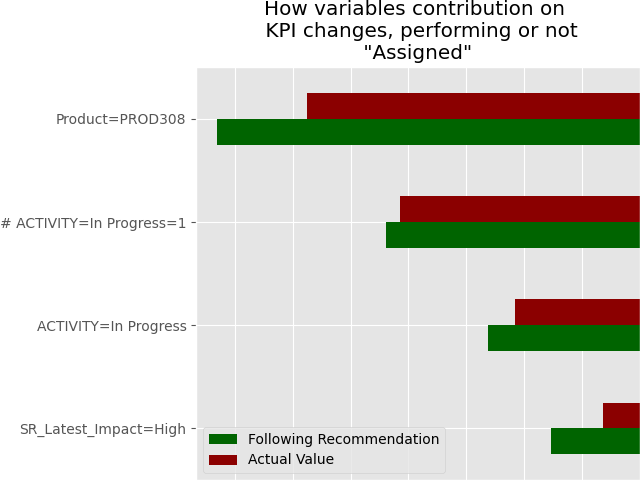 How variables contribution on
KPI changes, performing or not
"Assigned"
Product=PROD308
# ACTIVITY=In Progress=1
ACTIVITY=In Progress
SR_Latest_Impact=High
Following Recommendation
Actual Value